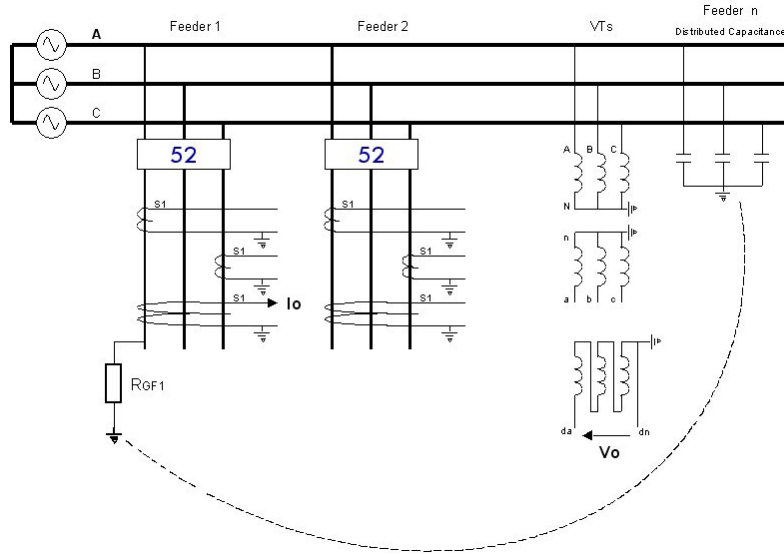 Feeder 1
Feeder 2
VTs
Feeder n
Distributed Capacitance
A
B
C
52
52
A B C
N
n
a b c
S1
S1
S1
S1
S1
S1
Io
RGF1
da
dn
Vo